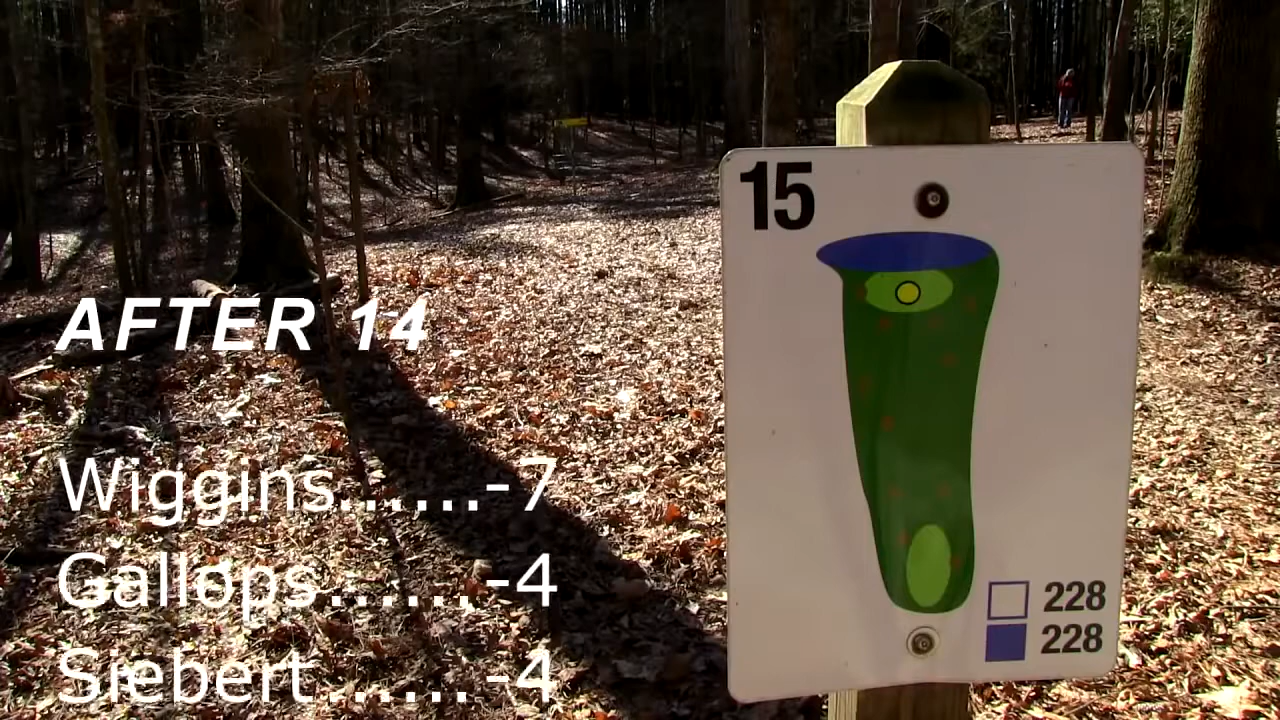 15
AFTER 14
Wiggins......-7
Gallops......-4
Siebert......-4
228
228